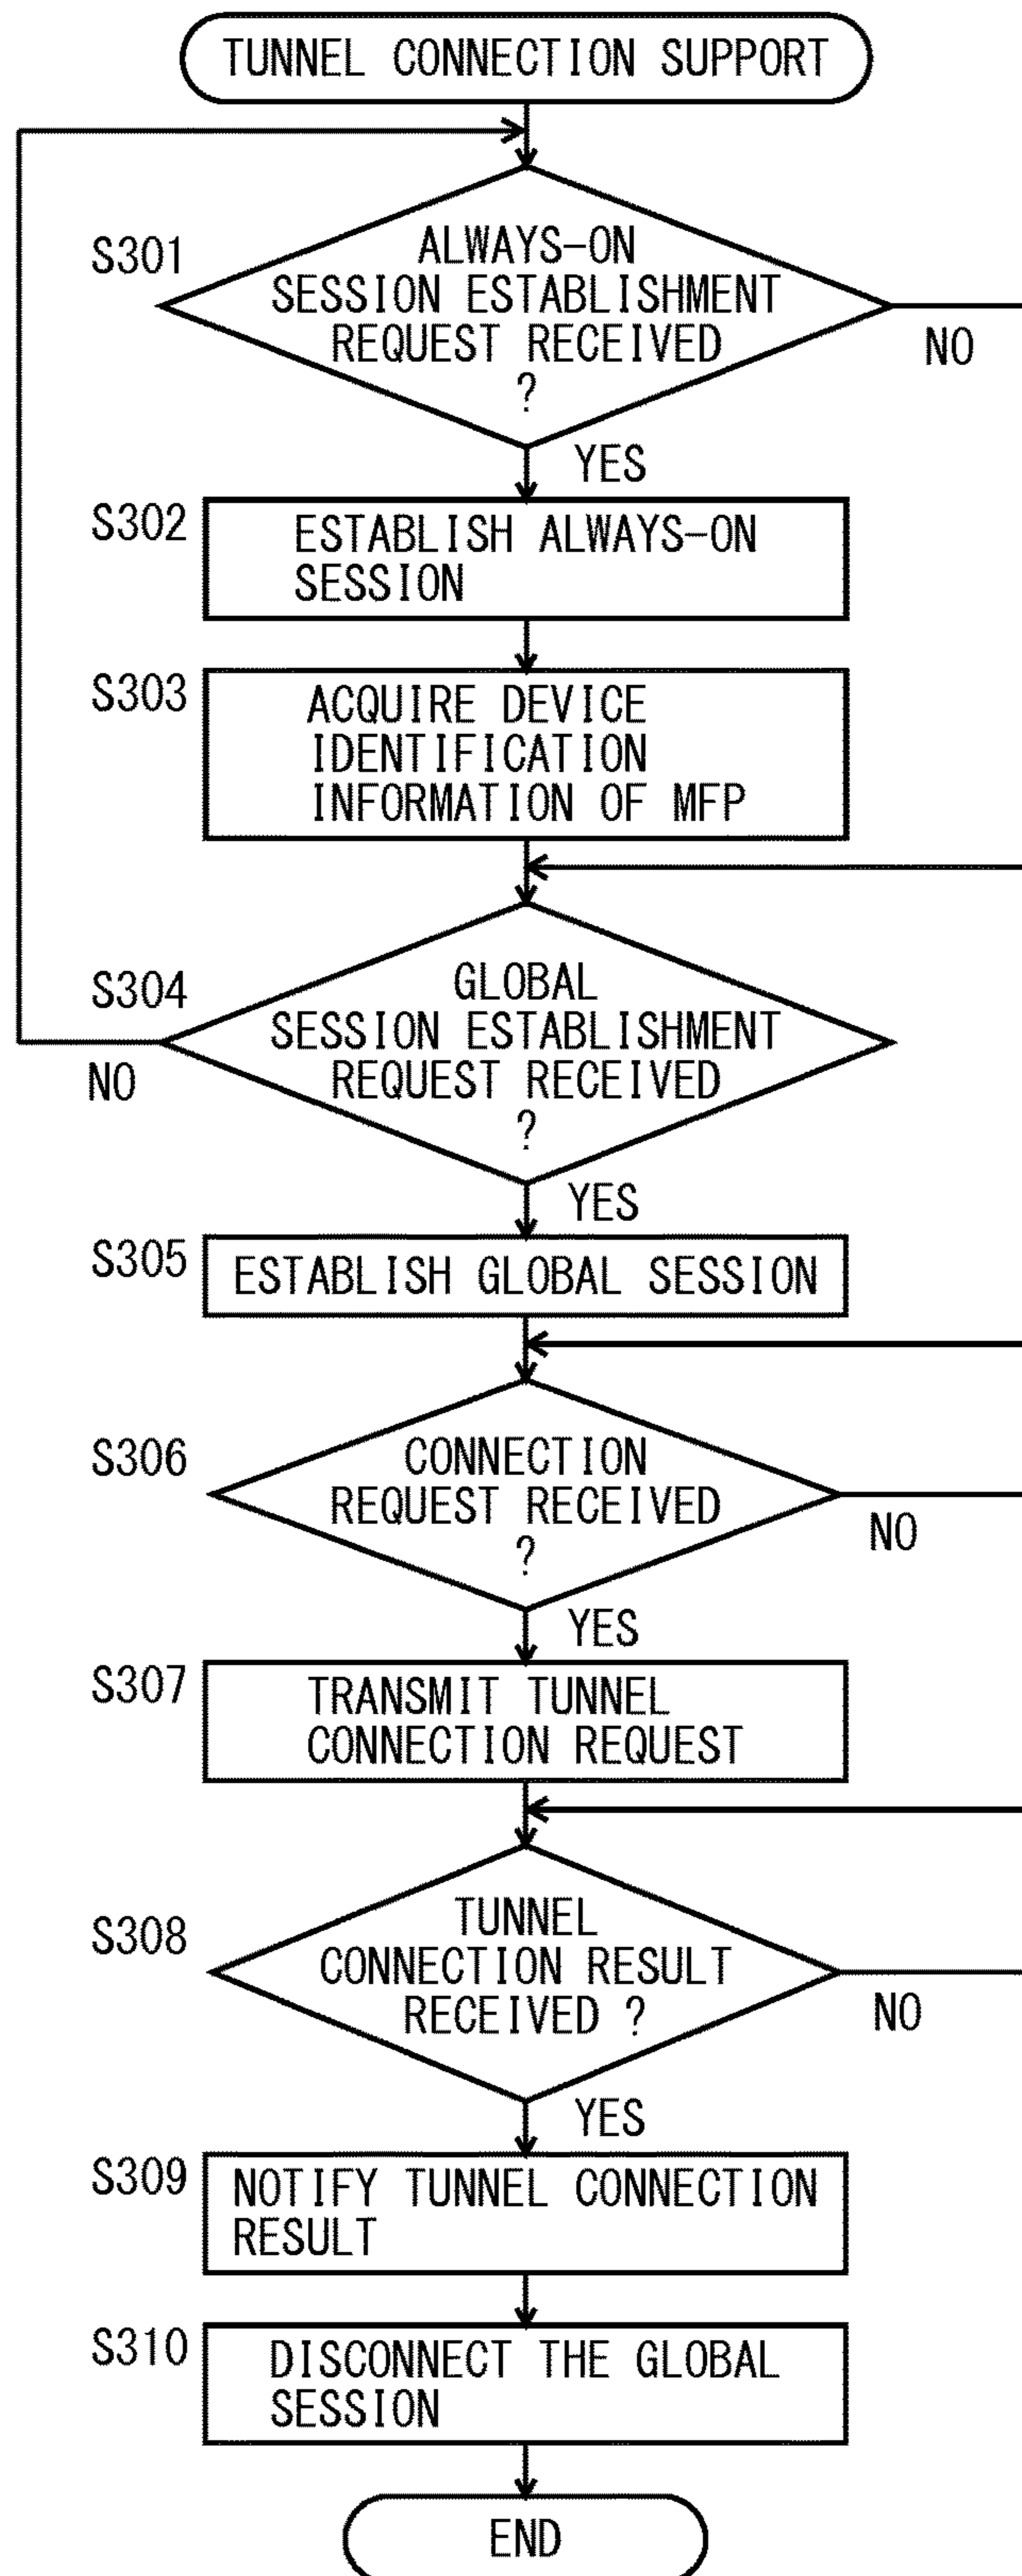 TUNNEL CONNECTION SUPPORT
S301
ALWAYS-ON
SESSION ESTABLISHMENT
REQUEST RECEIVED
?
NO
YES
S302
ESTABLISH ALWAYS-ON
SESSION
S303
ACQUIRE DEVICE
IDENTIFICATION
INFORMATION OF MFP
S304
GLOBAL
SESSION ESTABLISHMENT
REQUEST RECEIVED
?
NO
YES
S305
ESTABLISH GLOBAL SESSION
S306
CONNECTION
REQUEST RECEIVED
?
NO
YES
S307
TRANSMIT TUNNEL
CONNECTION REQUEST
S308
TUNNEL
CONNECTION RESULT
RECEIVED ?
NO
YES
S309
NOTIFY TUNNEL CONNECTION
RESULT
S310
DISCONNECT THE GLOBAL
SESSION
END